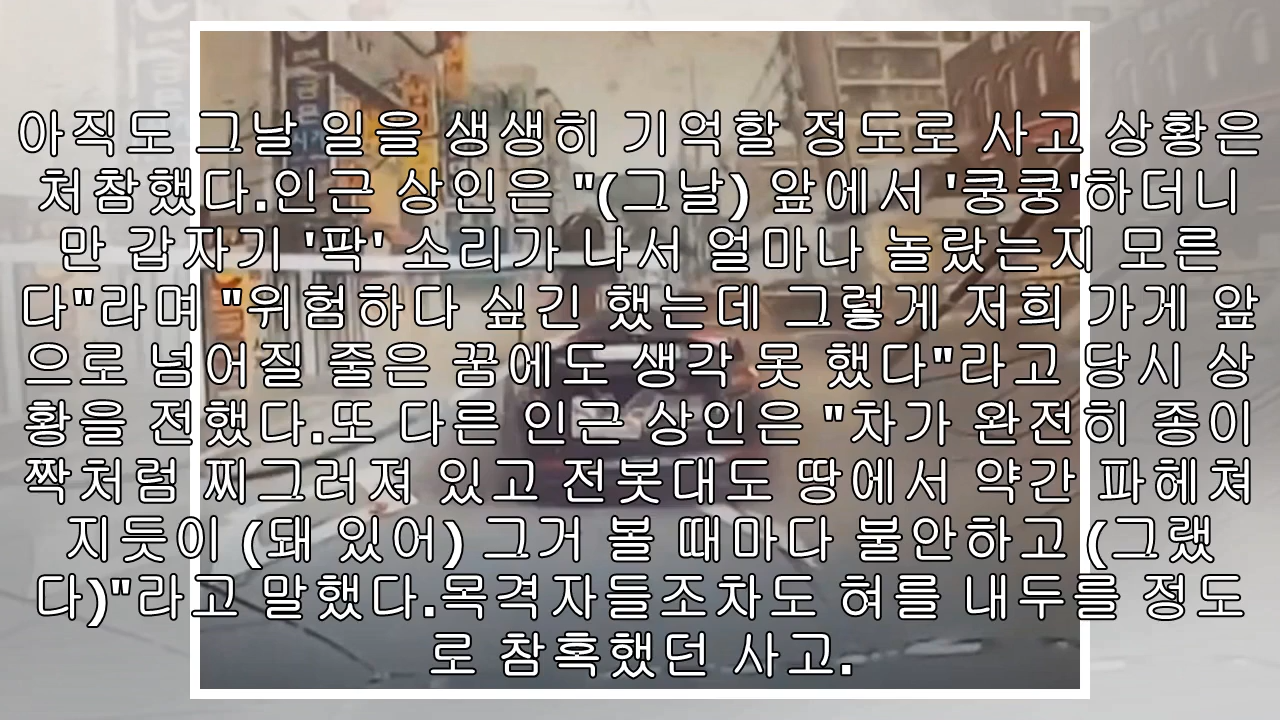 아직도 그날 일을 생생히 기억할 정도로 사고 상황은
처참했다.인근 상인은 "(그날) 앞에서 '쿵쿵'하더니
만 갑자기 '팍' 소리가 나서 얼마나 놀랐는지 모른
다"라며 "위험하다 싶긴 했는데 그렇게 저희 가게 앞
으로 넘어질 줄은 꿈에도 생각 못 했다"라고 당시 상
황을 전했다.또 다른 인근 상인은 "차가 완전히 종이
짝처럼 찌그러져 있고 전봇대도 땅에서 약간 파헤쳐
지듯이 (돼 있어) 그거 볼 때마다 불안하고 (그랬
다)"라고 말했다.목격자들조차도 혀를 내두를 정도
로 참혹했던 사고.